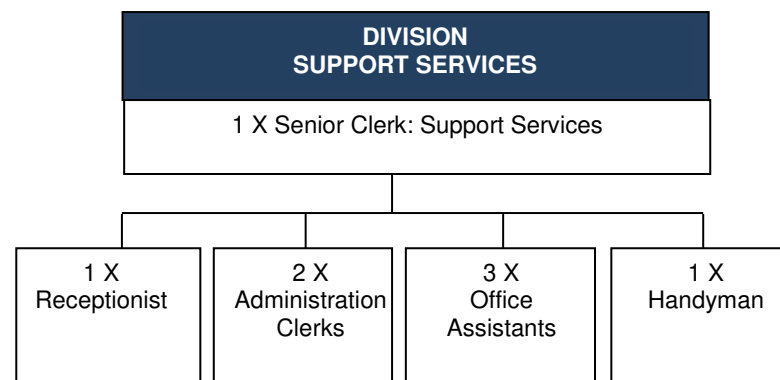 DIVISION
SUPPORT SERVICES
1 X Senior Clerk: Support Services
1 X
Receptionist
2 X
Administration
Clerks
3 X
Office
Assistants
1 X
Handyman